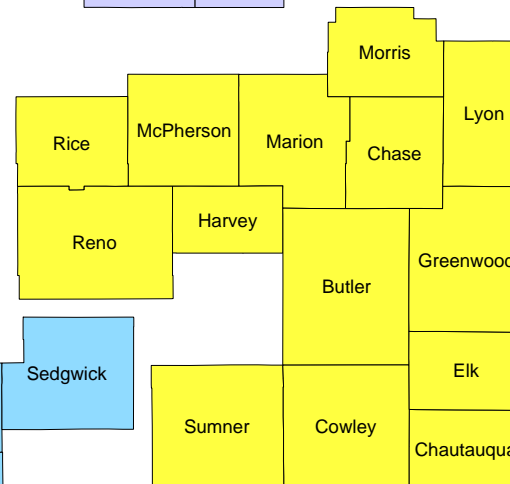 Morris
Lyon
McPherson
Marion
Rice
Chase
Harvey
Reno
Greenwood
Butler
Elk
Sedgwick
Sumner
Cowley
Chautauqua